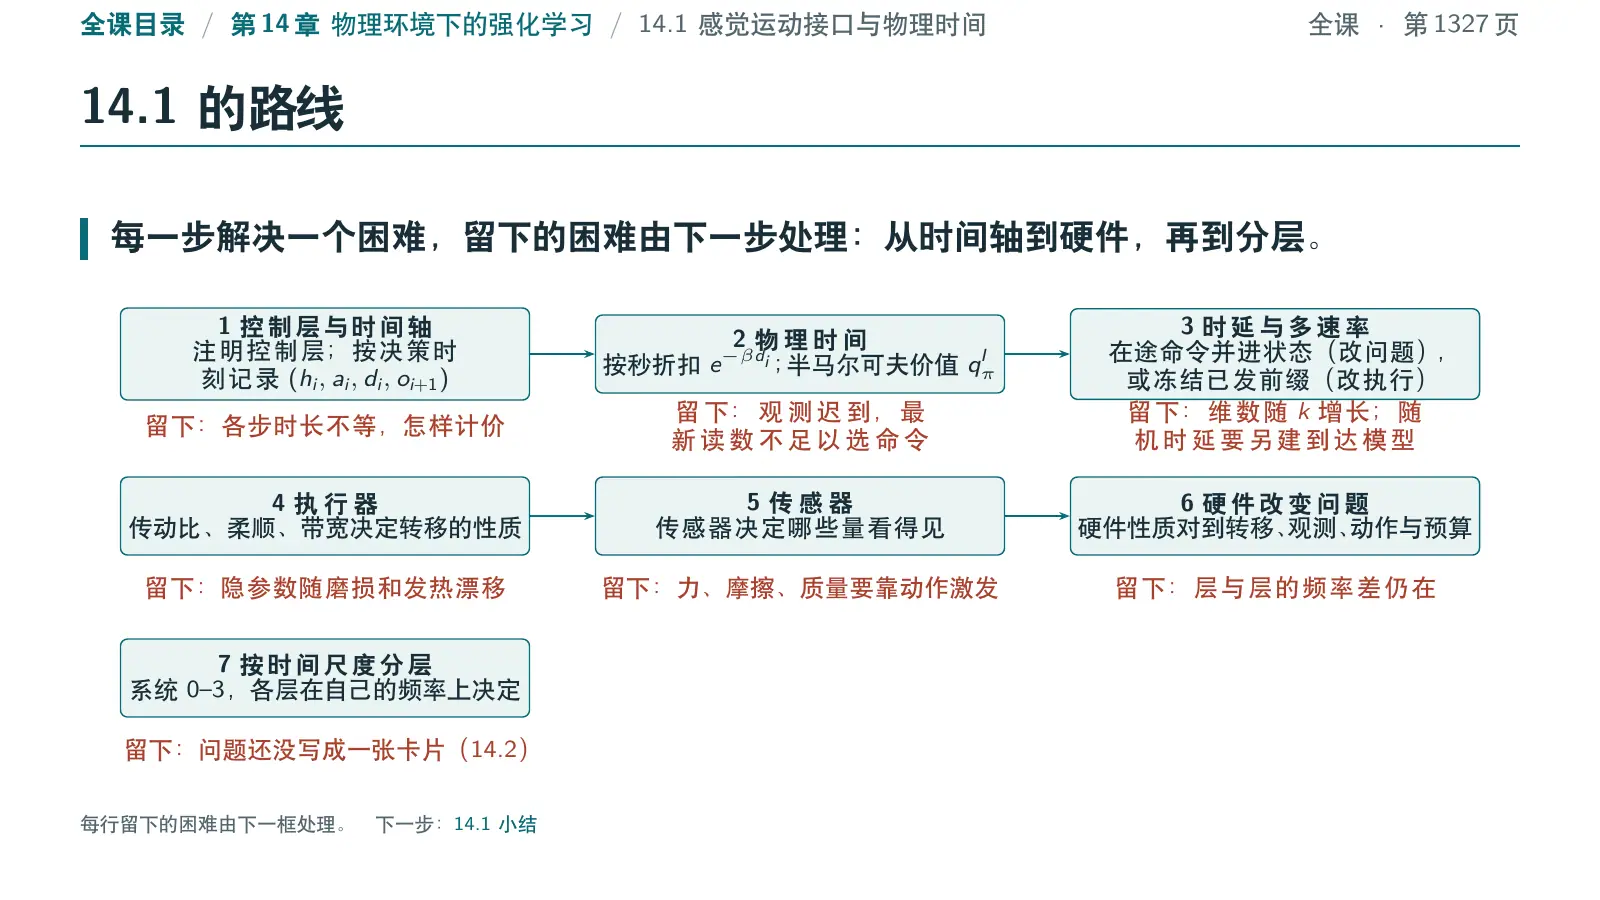 全课目录 / 第 14 章 物理环境下的强化学习 / 14.1 感觉运动接口与物理时间
全课 · 第 1327 页
14.1 的路线
每一步解决一个困难，留下的困难由下一步处理：从时间轴到硬件，再到分层。
1 控制层与时间轴
注明控制层；按决策时
刻记录 (h_i, a_i, d_i, o_{i+1})
留下：各步时长不等，怎样计价
2 物理时间
按秒折扣 e^{−βd_i}；半马尔可夫价值 q_π^I
留下：观测迟到，最
新读数不足以选命令
3 时延与多速率
在途命令并进状态（改问题），
或冻结已发前缀（改执行）
留下：维数随 k 增长；随
机时延要另建到达模型
4 执行器
传动比、柔顺、带宽决定转移的性质
留下：隐参数随磨损和发热漂移
5 传感器
传感器决定哪些量看得见
留下：力、摩擦、质量要靠动作激发
6 硬件改变问题
硬件性质对到转移、观测、动作与预算
留下：层与层的频率差仍在
7 按时间尺度分层
系统 0–3，各层在自己的频率上决定
留下：问题还没写成一张卡片（14.2）
每行留下的困难由下一框处理。 下一步：14.1 小结